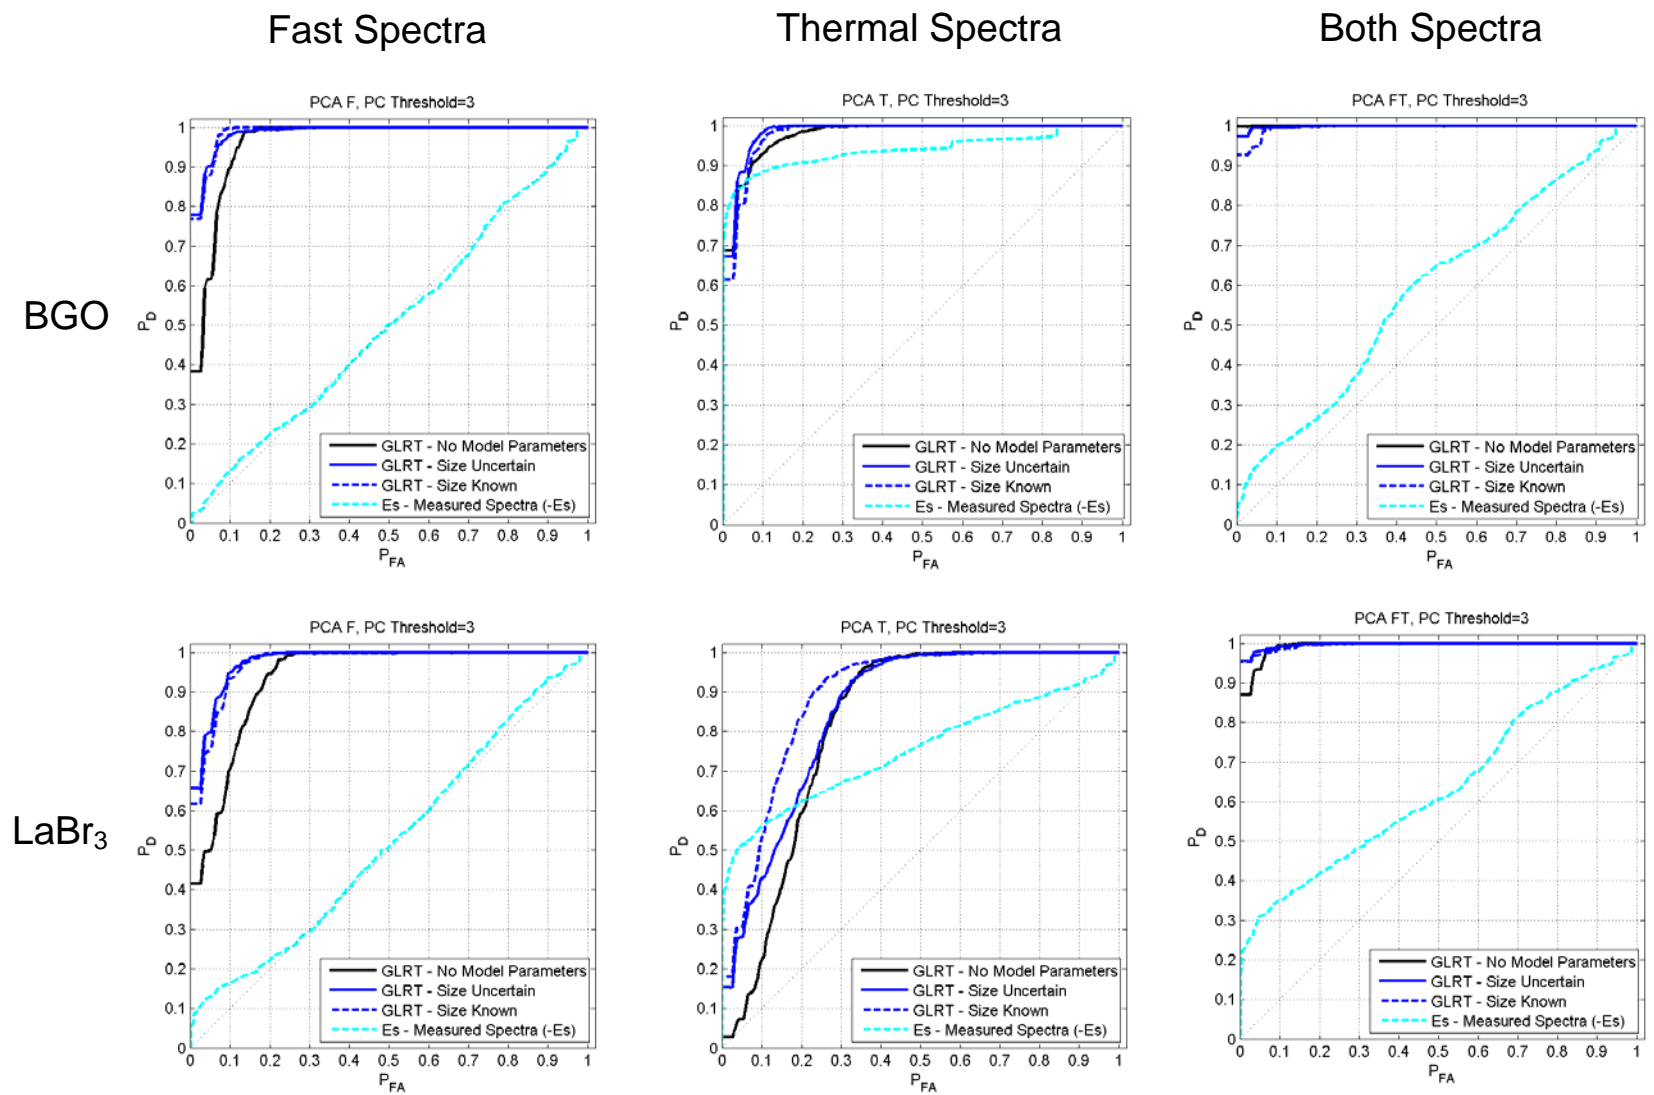 Fast Spectra
Thermal Spectra
Both Spectra
BGO
PCA F, PC Threshold=3
1
0.9
0.8
0.7
0.6
0.5
0.4
0.3
0.2
0.1
0
P_D
GLRT - No Model Parameters
GLRT - Size Uncertain
GLRT - Size Known
Es - Measured Spectra (-Es)
0 0.1 0.2 0.3 0.4 0.5 0.6 0.7 0.8 0.9 1
P_FA
PCA T, PC Threshold=3
1
0.9
0.8
0.7
0.6
0.5
0.4
0.3
0.2
0.1
0
P_D
GLRT - No Model Parameters
GLRT - Size Uncertain
GLRT - Size Known
Es - Measured Spectra (-Es)
0 0.1 0.2 0.3 0.4 0.5 0.6 0.7 0.8 0.9 1
P_FA
PCA FT, PC Threshold=3
1
0.9
0.8
0.7
0.6
0.5
0.4
0.3
0.2
0.1
0
P_D
GLRT - No Model Parameters
GLRT - Size Uncertain
GLRT - Size Known
Es - Measured Spectra (-Es)
0 0.1 0.2 0.3 0.4 0.5 0.6 0.7 0.8 0.9 1
P_FA
LaBr₃
PCA F, PC Threshold=3
1
0.9
0.8
0.7
0.6
0.5
0.4
0.3
0.2
0.1
0
P_D
GLRT - No Model Parameters
GLRT - Size Uncertain
GLRT - Size Known
Es - Measured Spectra (-Es)
0 0.1 0.2 0.3 0.4 0.5 0.6 0.7 0.8 0.9 1
P_FA
PCA T, PC Threshold=3
1
0.9
0.8
0.7
0.6
0.5
0.4
0.3
0.2
0.1
0
P_D
GLRT - No Model Parameters
GLRT - Size Uncertain
GLRT - Size Known
Es - Measured Spectra (-Es)
0 0.1 0.2 0.3 0.4 0.5 0.6 0.7 0.8 0.9 1
P_FA
PCA FT, PC Threshold=3
1
0.9
0.8
0.7
0.6
0.5
0.4
0.3
0.2
0.1
0
P_D
GLRT - No Model Parameters
GLRT - Size Uncertain
GLRT - Size Known
Es - Measured Spectra (-Es)
0 0.1 0.2 0.3 0.4 0.5 0.6 0.7 0.8 0.9 1
P_FA